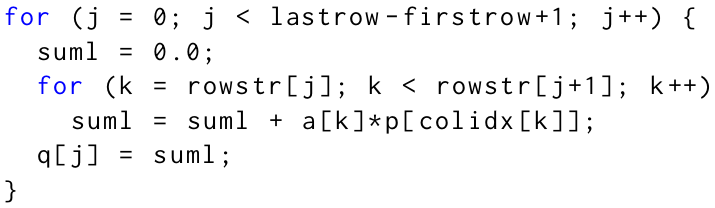 for (j = 0; j < lastrow-firstrow+1; j++) {
  suml = 0.0;
  for (k = rowstr[j]; k < rowstr[j+1]; k++)
    suml = suml + a[k]*p[colidx[k]];
  q[j] = suml;
}